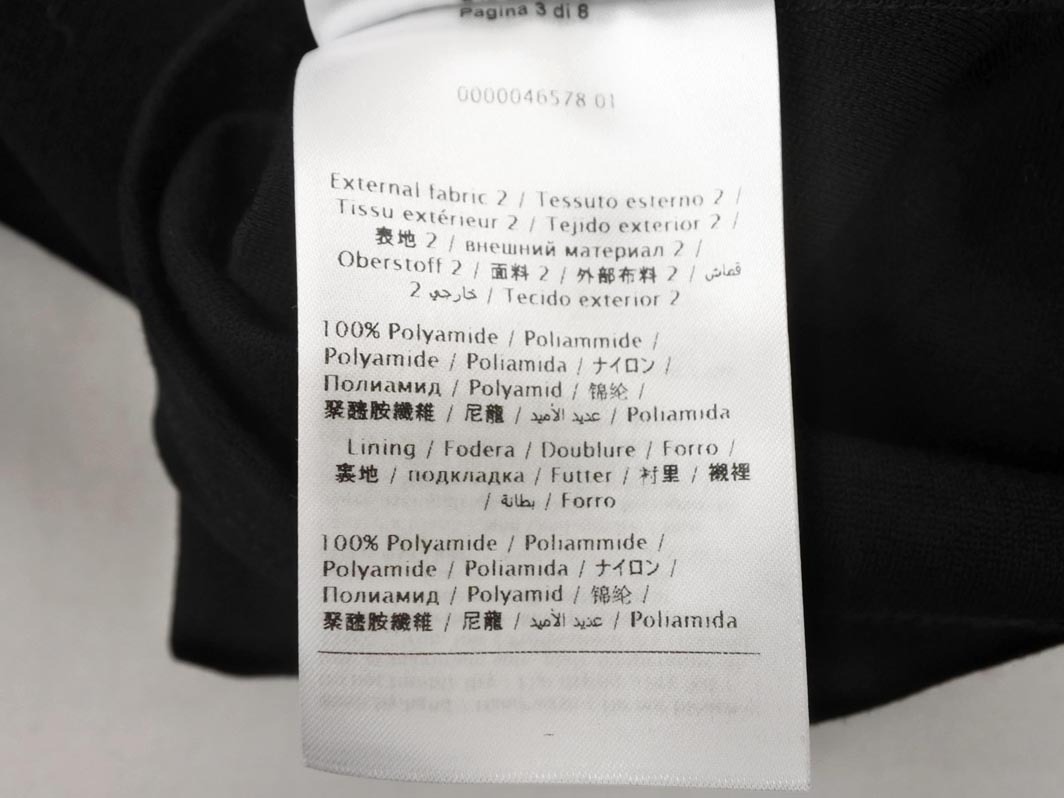 Pagina 3 di 8
0000046578 01
External fabric 2 / Tessuto esterno 2 /
Tissu extérieur 2 / Tejido exterior 2 /
表地 2 / внешний материал 2 /
Oberstoff 2 / 面料 2 / 外部布料 2 / قماش
خارجي 2 / Tecido exterior 2
100% Polyamide / Poliammide /
Polyamide / Poliamida / ナイロン /
Полиамид / Polyamid / 锦纶 /
聚醯胺纖維 / 尼龍 / عديد الأميد / Poliamida
Lining / Fodera / Doublure / Forro /
裏地 / подкладка / Futter / 衬里 / 襯裡
/ بطانة / Forro
100% Polyamide / Poliammide /
Polyamide / Poliamida / ナイロン /
Полиамид / Polyamid / 锦纶 /
聚醯胺纖維 / 尼龍 / عديد الأميد / Poliamida